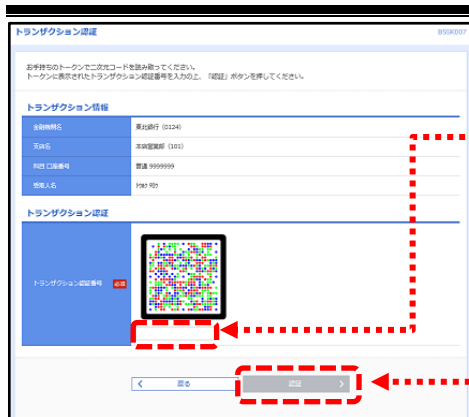 トランザクション認証
BSSK007
お手持ちのトークンで二次元コードを読み取ってください。
トークンに表示されたトランザクション認証番号を入力の上、「認証」ボタンを押してください。
トランザクション情報
金融機関名 東北銀行 (0124)
支店名 本店営業部 (101)
科目 口座番号 普通 9999999
受取人名
トランザクション認証
トランザクション認証番号 必須
戻る
認証